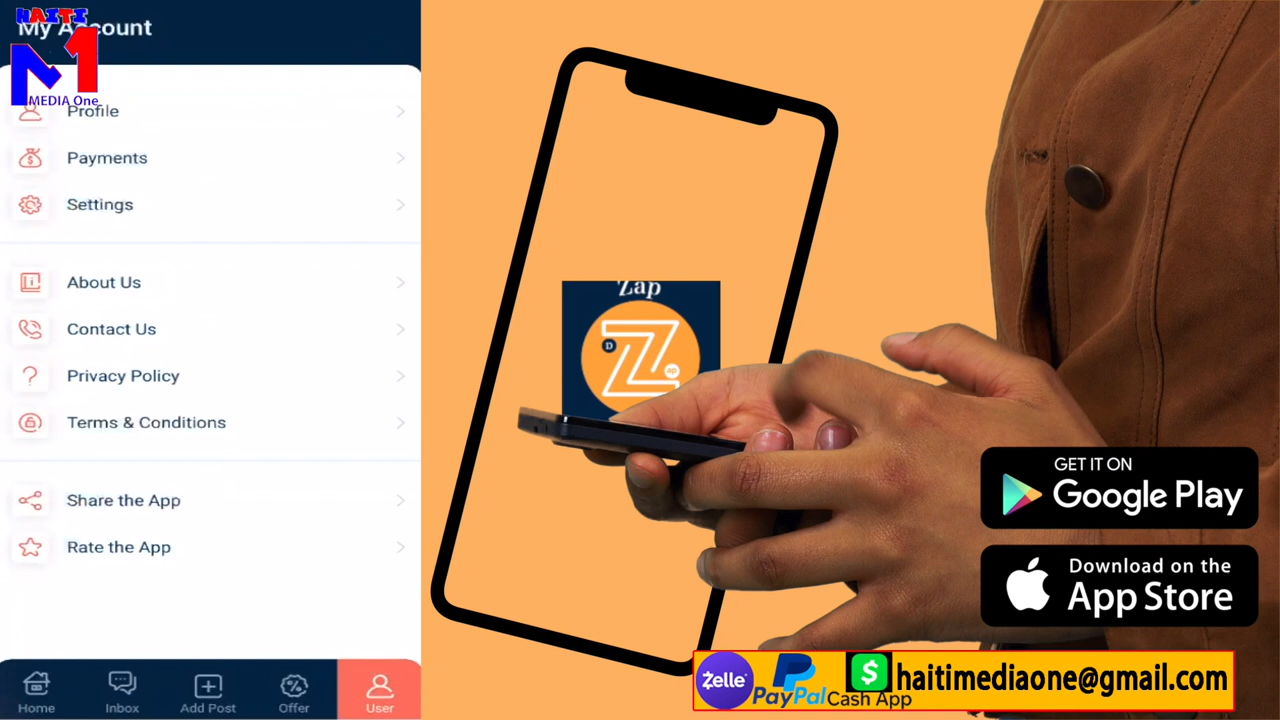 HAITI
My Account
M1
MEDIA One
Profile
Payments
Settings
About Us
Contact Us
Privacy Policy
Terms & Conditions
Share the App
Rate the App
Home
Inbox
Add Post
Offer
User
Zap
D
Z
ap
GET IT ON
Google Play
Download on the
App Store
Zelle
PayPal
$
Cash App
haitimediaone@gmail.com